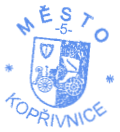 MĚSTO
-5-
* KOPŘIVNICE *